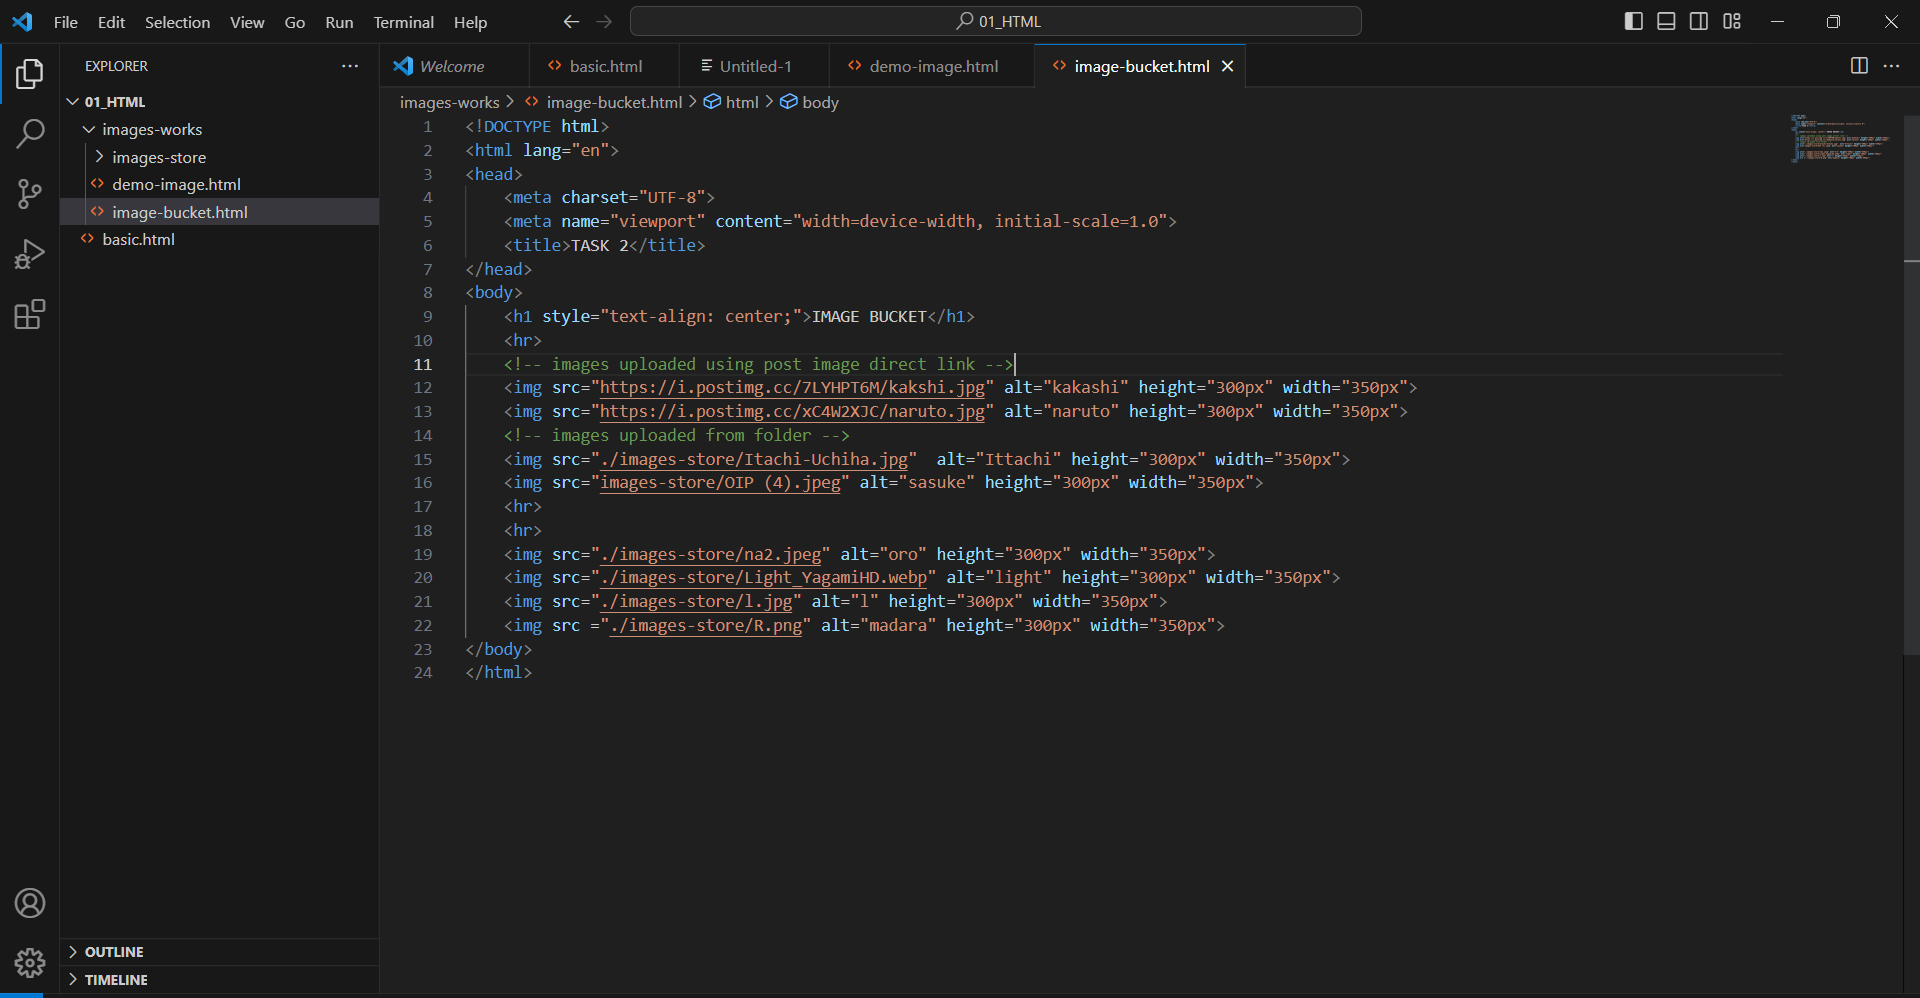 File Edit Selection View Go Run Terminal Help
01_HTML
EXPLORER
01_HTML
images-works
images-store
demo-image.html
image-bucket.html
basic.html
OUTLINE
TIMELINE
Welcome basic.html Untitled-1 demo-image.html image-bucket.html
images-works > image-bucket.html > html > body
1 <!DOCTYPE html>
2 <html lang="en">
3 <head>
4 <meta charset="UTF-8">
5 <meta name="viewport" content="width=device-width, initial-scale=1.0">
6 <title>TASK 2</title>
7 </head>
8 <body>
9 <h1 style="text-align: center;">IMAGE BUCKET</h1>
10 <hr>
11 <!-- images uploaded using post image direct link -->
12 <img src="https://i.postimg.cc/7LYHPT6M/kakshi.jpg" alt="kakashi" height="300px" width="350px">
13 <img src="https://i.postimg.cc/xC4W2XJC/naruto.jpg" alt="naruto" height="300px" width="350px">
14 <!-- images uploaded from folder -->
15 <img src="./images-store/Itachi-Uchiha.jpg"  alt="Ittachi" height="300px" width="350px">
16 <img src="images-store/OIP (4).jpeg" alt="sasuke" height="300px" width="350px">
17 <hr>
18 <hr>
19 <img src="./images-store/na2.jpeg" alt="oro" height="300px" width="350px">
20 <img src="./images-store/Light_YagamiHD.webp" alt="light" height="300px" width="350px">
21 <img src="./images-store/l.jpg" alt="l" height="300px" width="350px">
22 <img src ="./images-store/R.png" alt="madara" height="300px" width="350px">
23 </body>
24 </html>